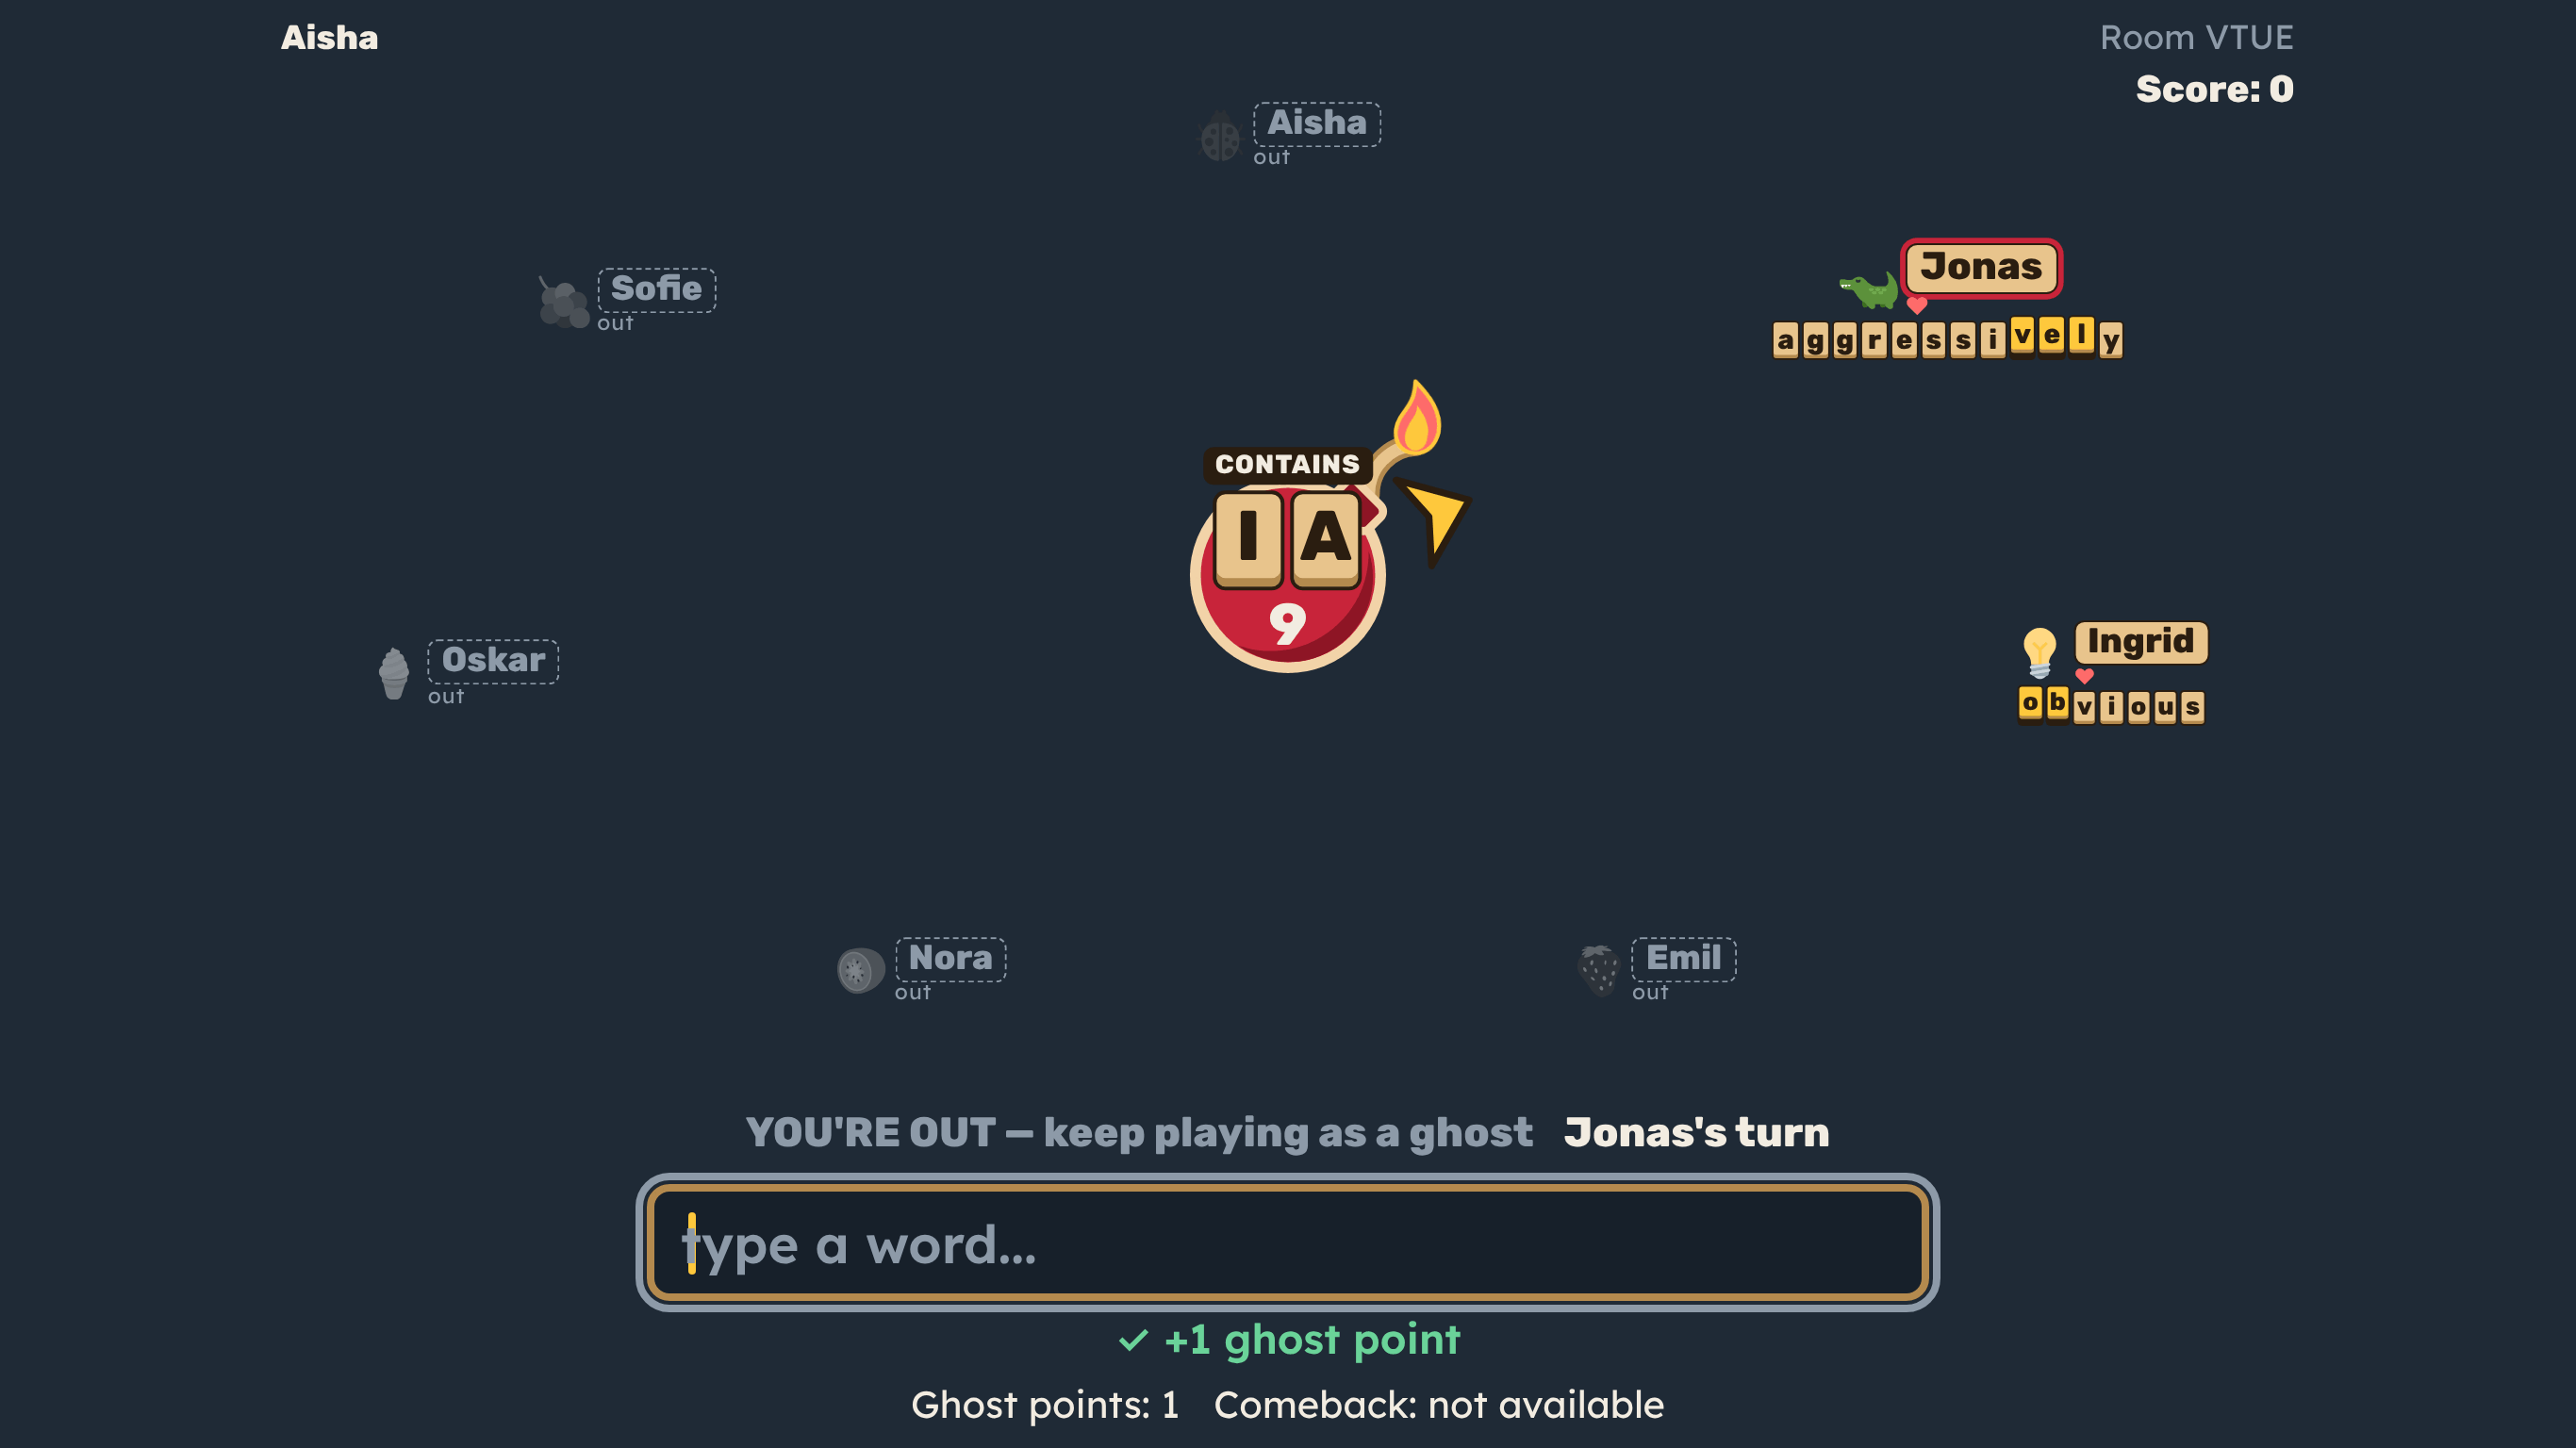 Aisha
Room VTUE
Score: 0
Aisha
out
Sofie
out
Jonas
aggressively
CONTAINS
I A
9
Oskar
out
Ingrid
obvious
Nora
out
Emil
out
YOU'RE OUT — keep playing as a ghost Jonas's turn
type a word...
✓ +1 ghost point
Ghost points: 1 Comeback: not available